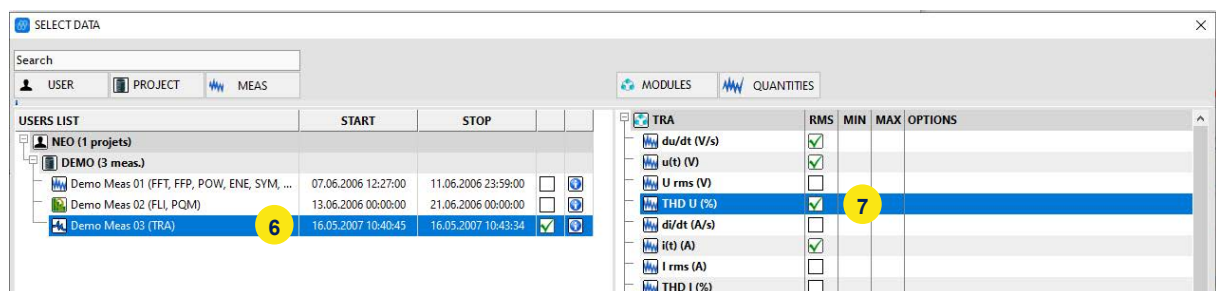 SELECT DATA
Search
USER PROJECT MEAS
MODULES QUANTITIES
USERS LIST START STOP
NEO (1 projets)
DEMO (3 meas.)
Demo Meas 01 (FFT, FFP, POW, ENE, SYM, ... 07.06.2006 12:27:00 11.06.2006 23:59:00
Demo Meas 02 (FLI, PQM) 13.06.2006 00:00:00 21.06.2006 00:00:00
Demo Meas 03 (TRA) 6 16.05.2007 10:40:45 16.05.2007 10:43:34
TRA RMS MIN MAX OPTIONS
du/dt (V/s)
u(t) (V)
U rms (V)
THD U (%) 7
di/dt (A/s)
i(t) (A)
I rms (A)
THD I (%)